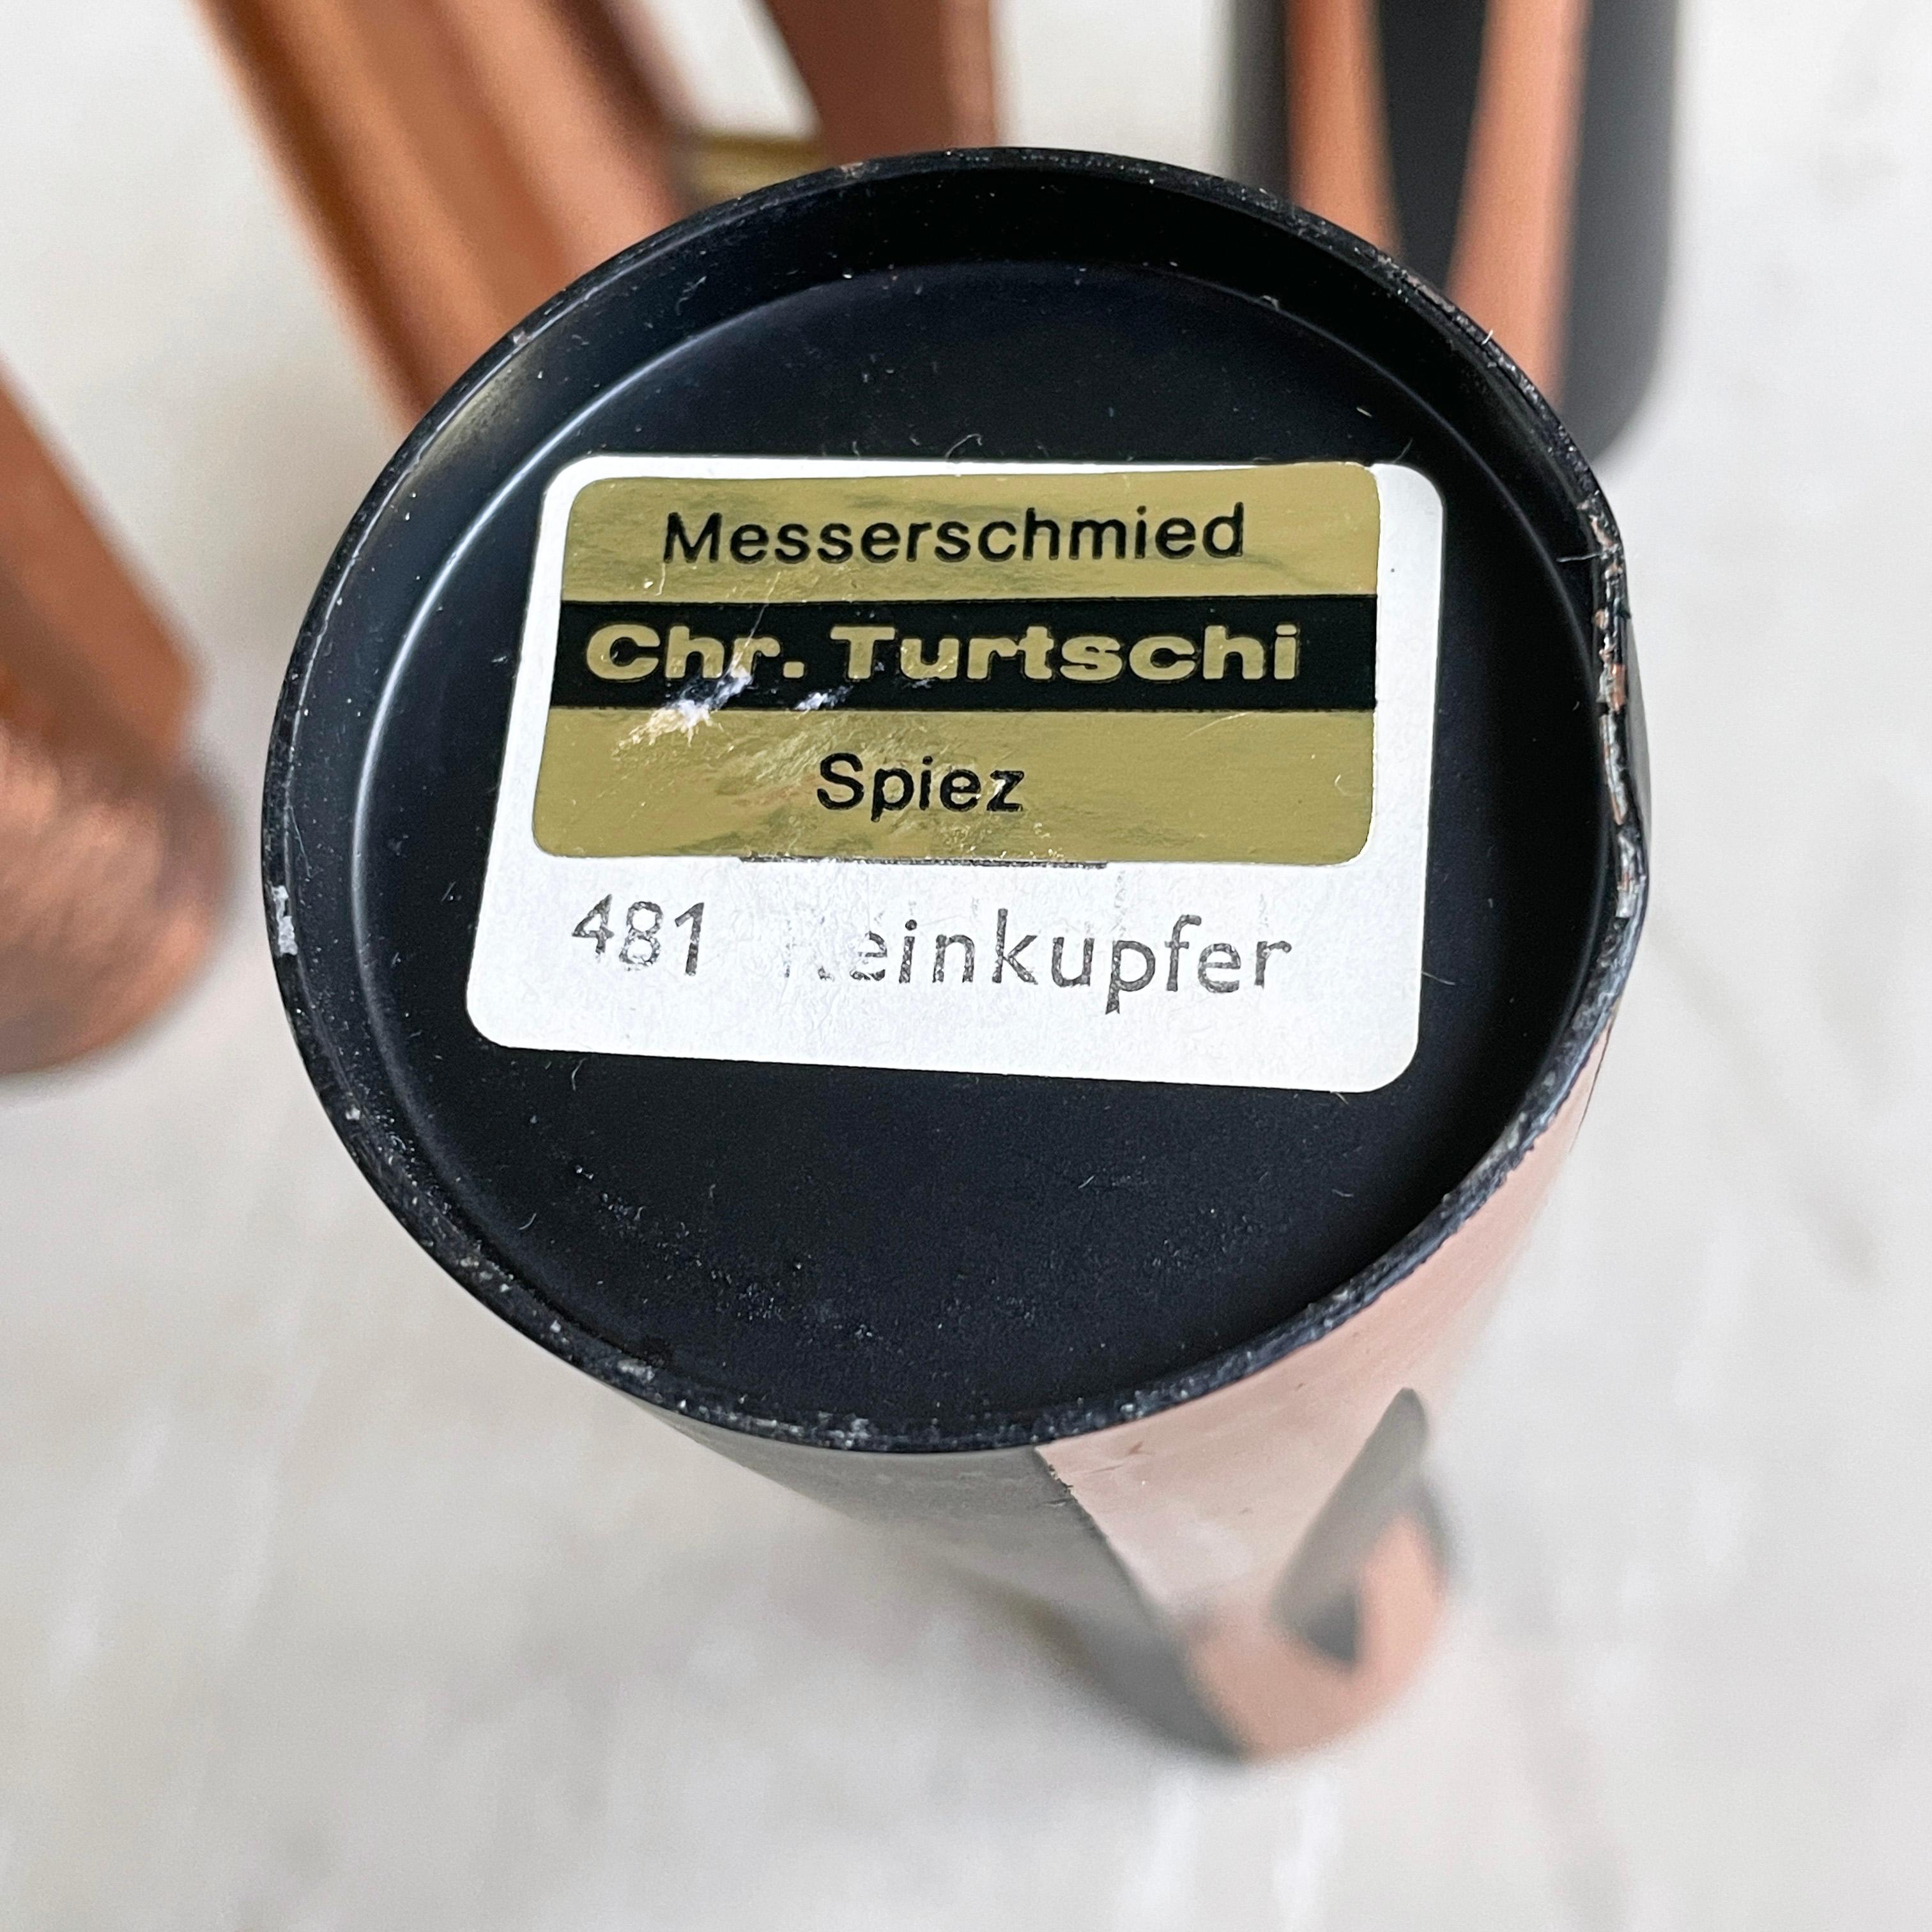 Messerschmied
Chr. Turtschi
Spiez
481 Reinkupfer